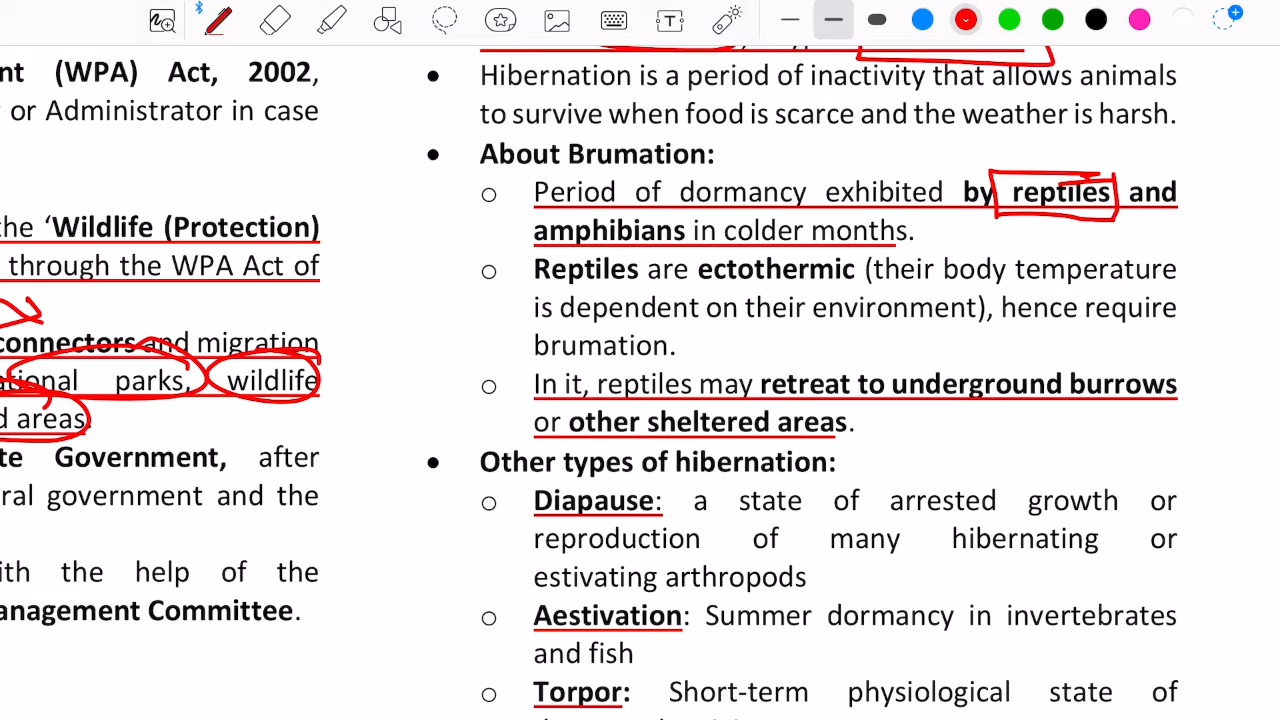 nt (WPA) Act, 2002,
r or Administrator in case
the ‘Wildlife (Protection)
through the WPA Act of
connectors and migration
ational parks, wildlife
d areas.
te Government, after
ral government and the
ith the help of the
anagement Committee.
• Hibernation is a period of inactivity that allows animals
to survive when food is scarce and the weather is harsh.
• About Brumation:
o Period of dormancy exhibited by reptiles and
amphibians in colder months.
o Reptiles are ectothermic (their body temperature
is dependent on their environment), hence require
brumation.
o In it, reptiles may retreat to underground burrows
or other sheltered areas.
• Other types of hibernation:
o Diapause: a state of arrested growth or
reproduction of many hibernating or
estivating arthropods
o Aestivation: Summer dormancy in invertebrates
and fish
o Torpor: Short-term physiological state of